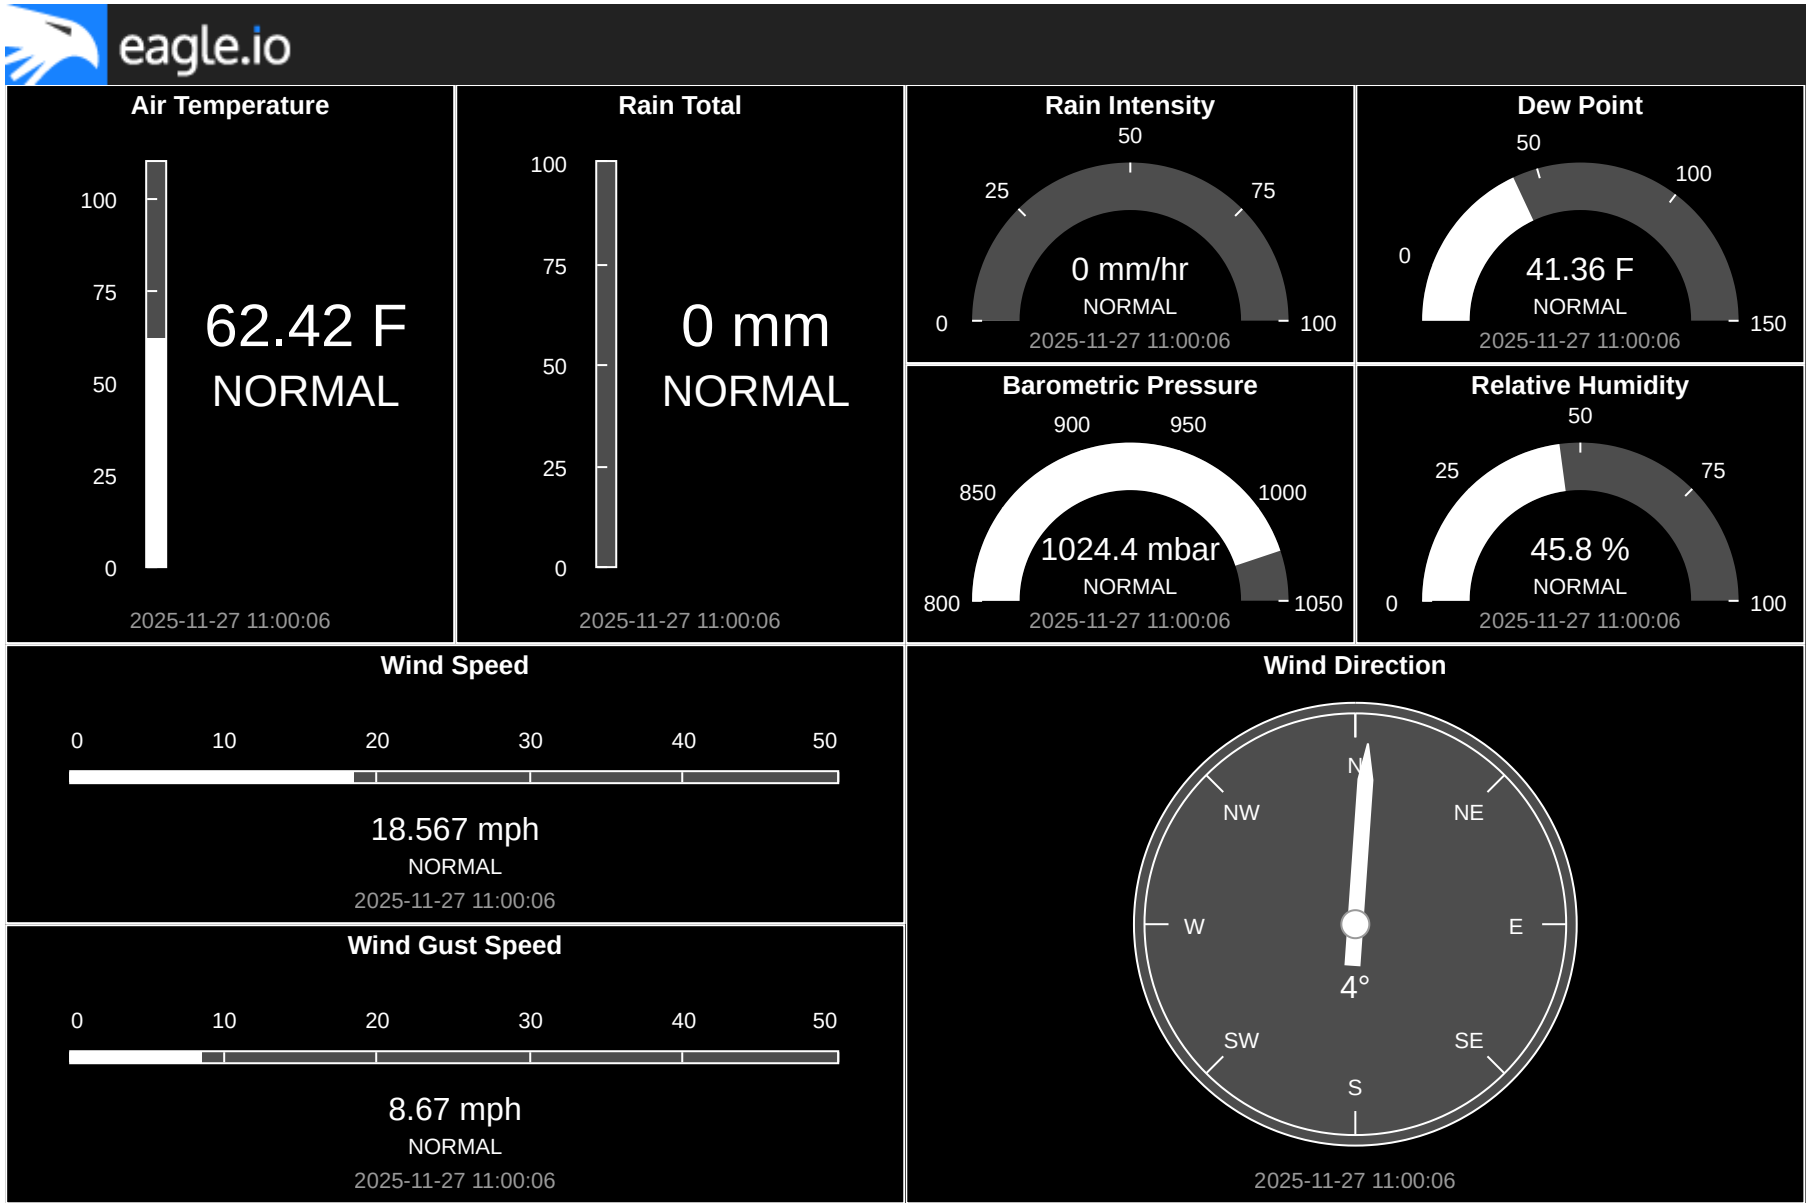 eagle.io
Air Temperature
100
75
50
25
0
62.42 F
NORMAL
2025-11-27 11:00:06
Rain Total
100
75
50
25
0
0 mm
NORMAL
2025-11-27 11:00:06
Rain Intensity
0
25
50
75
100
0 mm/hr
NORMAL
2025-11-27 11:00:06
Dew Point
0
50
100
150
41.36 F
NORMAL
2025-11-27 11:00:06
Barometric Pressure
800
850
900
950
1000
1050
1024.4 mbar
NORMAL
2025-11-27 11:00:06
Relative Humidity
0
25
50
75
100
45.8 %
NORMAL
2025-11-27 11:00:06
Wind Speed
0 10 20 30 40 50
18.567 mph
NORMAL
2025-11-27 11:00:06
Wind Gust Speed
0 10 20 30 40 50
8.67 mph
NORMAL
2025-11-27 11:00:06
Wind Direction
N
NW NE
W E
4°
SW SE
S
2025-11-27 11:00:06